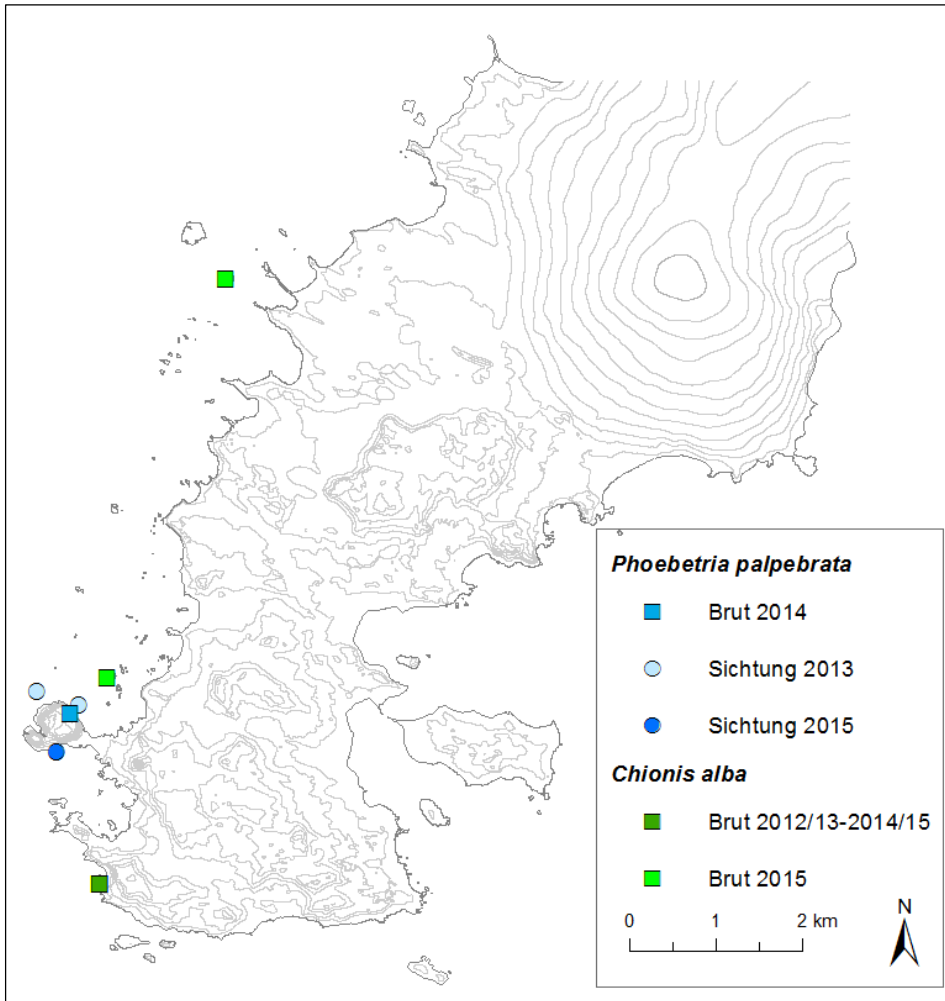 Phoebetria palpebrata
Brut 2014
Sichtung 2013
Sichtung 2015
Chionis alba
Brut 2012/13-2014/15
Brut 2015
0 1 2 km
N